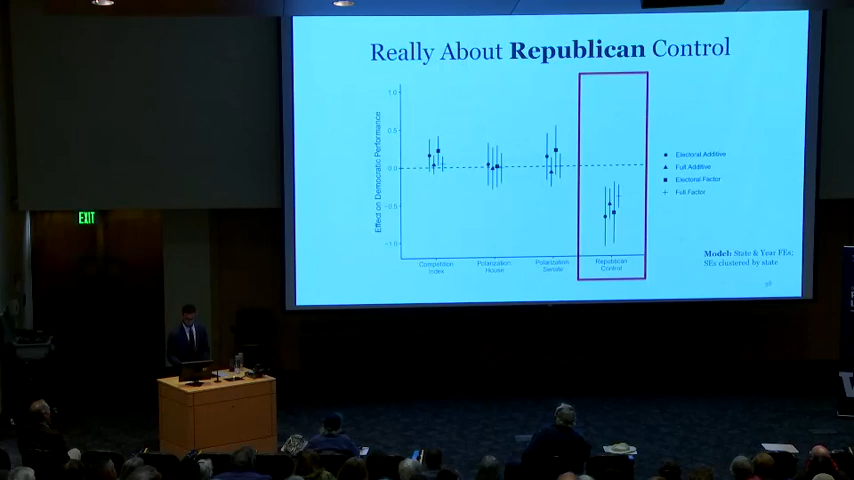 Really About Republican Control
Effect on Democratic Performance
1.0
0.5
0.0
−0.5
−1.0
Competition
Index
Polarization
House
Polarization
Senate
Republican
Control
Electoral Additive
Full Additive
Electoral Factor
Full Factor
Model: State & Year FEs;
SEs clustered by state
EXIT